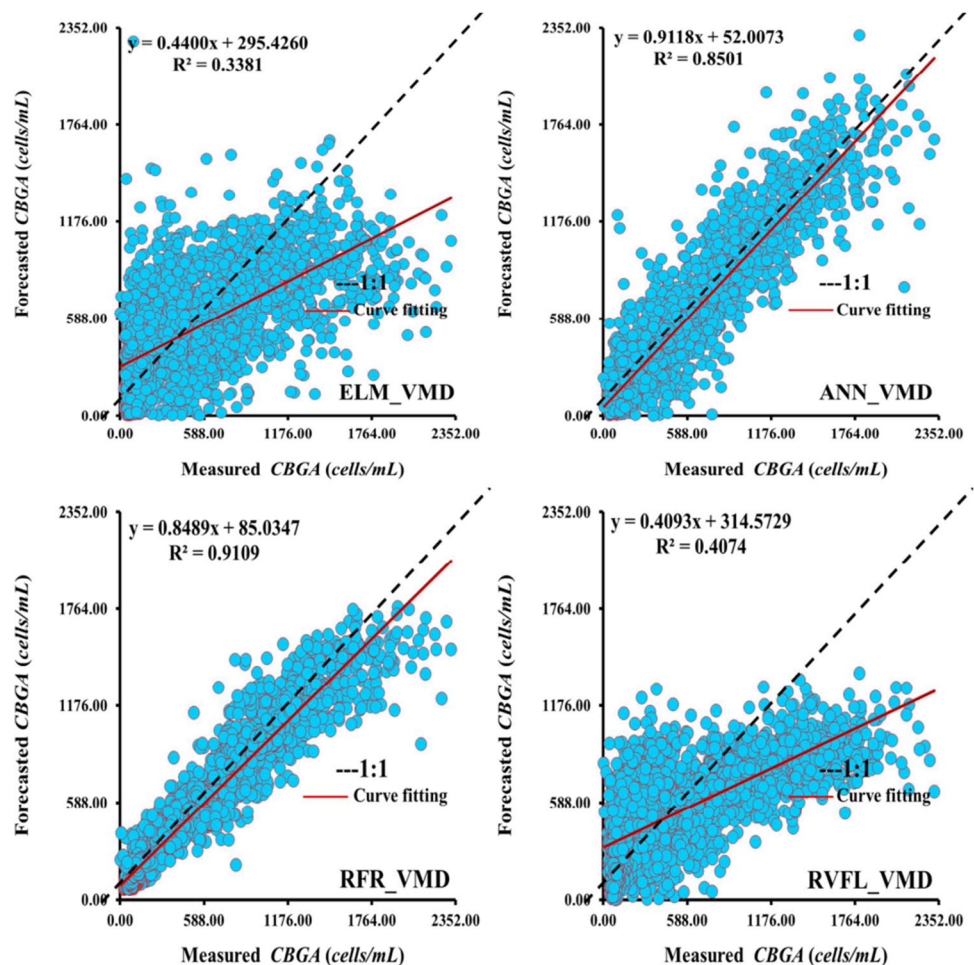 2352.00
y = 0.4400x + 295.4260
R² = 0.3381
1764.00
1176.00
588.00
0.00
Forecasted CBGA (cells/mL)
---1:1
Curve fitting
ELM_VMD
0.00 588.00 1176.00 1764.00 2352.00
Measured CBGA (cells/mL)
2352.00
y = 0.9118x + 52.0073
R² = 0.8501
1764.00
1176.00
588.00
0.00
Forecasted CBGA (cells/mL)
---1:1
Curve fitting
ANN_VMD
0.00 588.00 1176.00 1764.00 2352.00
Measured CBGA (cells/mL)
2352.00
y = 0.8489x + 85.0347
R² = 0.9109
1764.00
1176.00
588.00
0.00
Forecasted CBGA (cells/mL)
---1:1
Curve fitting
RFR_VMD
0.00 588.00 1176.00 1764.00 2352.00
Measured CBGA (cells/mL)
2352.00
y = 0.4093x + 314.5729
R² = 0.4074
1764.00
1176.00
588.00
0.00
Forecasted CBGA (cells/mL)
---1:1
Curve fitting
RVFL_VMD
0.00 588.00 1176.00 1764.00 2352.00
Measured CBGA (cells/mL)